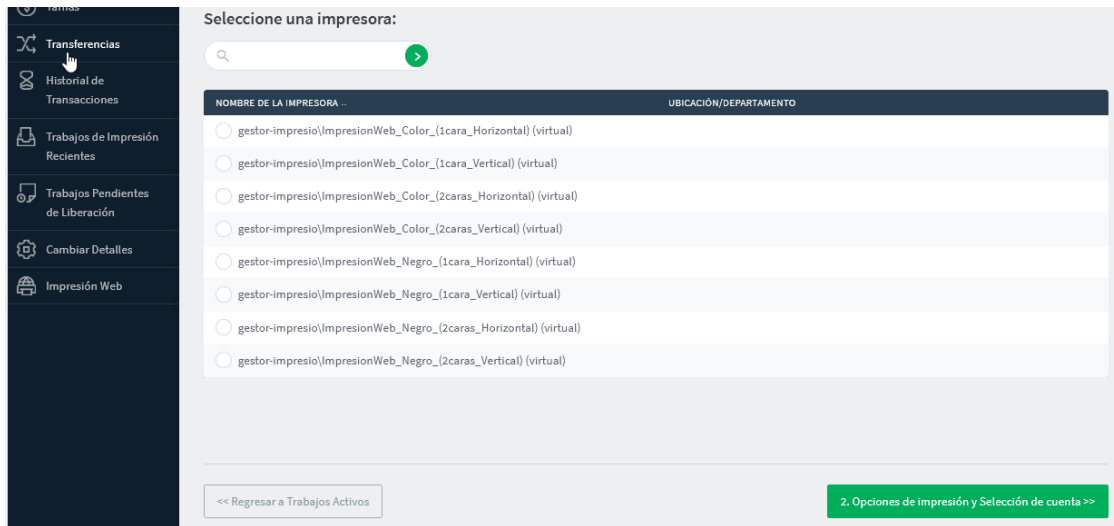 Tarifas
Seleccione una impresora:
Transferencias
Historial de
Transacciones
Trabajos de Impresión
Recientes
Trabajos Pendientes
de Liberación
Cambiar Detalles
Impresión Web
NOMBRE DE LA IMPRESORA ..
UBICACIÓN/DEPARTAMENTO
gestor-impresio\ImpresionWeb_Color_(1cara_Horizontal) (virtual)
gestor-impresio\ImpresionWeb_Color_(1cara_Vertical) (virtual)
gestor-impresio\ImpresionWeb_Color_(2caras_Horizontal) (virtual)
gestor-impresio\ImpresionWeb_Color_(2caras_Vertical) (virtual)
gestor-impresio\ImpresionWeb_Negro_(1cara_Horizontal) (virtual)
gestor-impresio\ImpresionWeb_Negro_(1cara_Vertical) (virtual)
gestor-impresio\ImpresionWeb_Negro_(2caras_Horizontal) (virtual)
gestor-impresio\ImpresionWeb_Negro_(2caras_Vertical) (virtual)
<< Regresar a Trabajos Activos
2. Opciones de impresión y Selección de cuenta >>